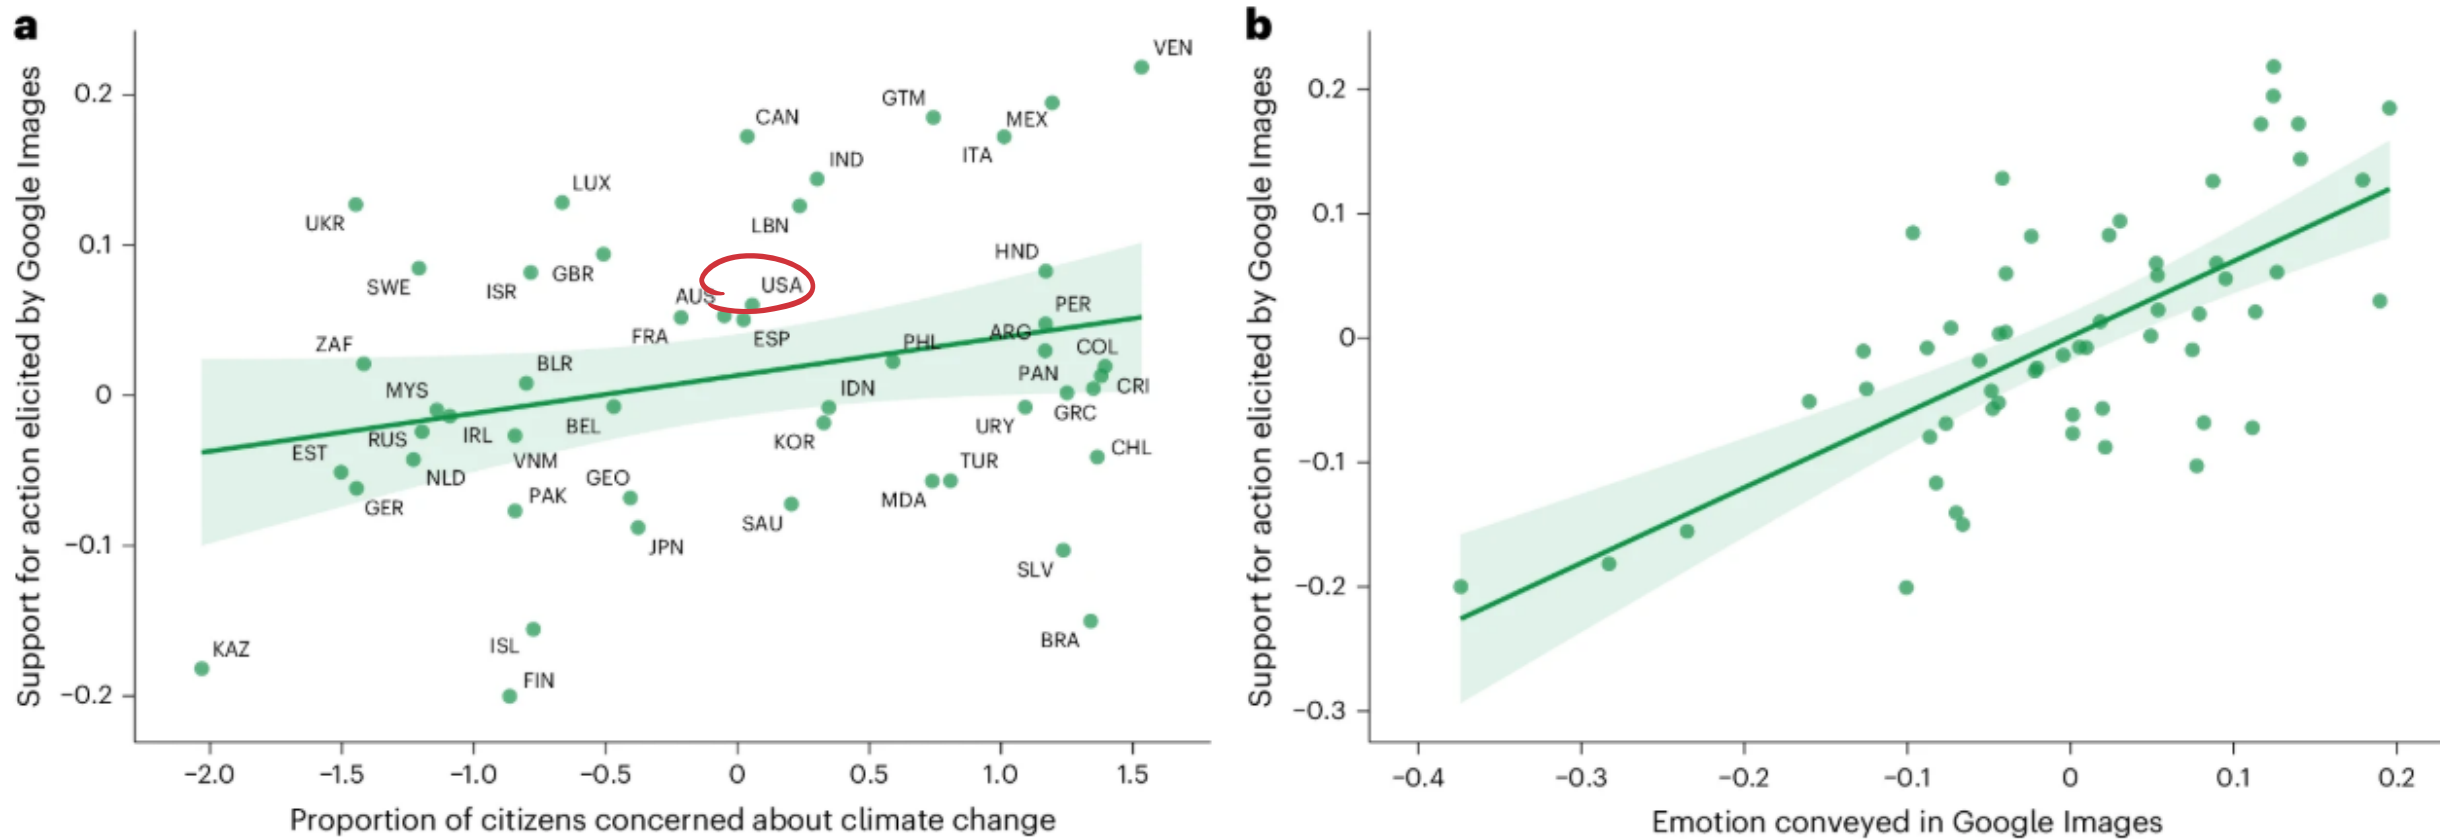 a
Support for action elicited by Google Images
0.2
0.1
0
−0.1
−0.2
VEN
GTM
MEX
CAN
ITA
IND
LUX
UKR
LBN
HND
SWE
ISR
GBR
USA
AUS
PER
FRA
ESP
ARG
ZAF
PHL
COL
BLR
PAN
MYS
IDN
CRI
GRC
RUS
IRL
BEL
URY
KOR
EST
CHL
VNM
TUR
NLD
GEO
PAK
MDA
GER
SAU
JPN
SLV
BRA
ISL
KAZ
FIN
−2.0 −1.5 −1.0 −0.5 0 0.5 1.0 1.5
Proportion of citizens concerned about climate change
b
Support for action elicited by Google Images
0.2
0.1
0
−0.1
−0.2
−0.3
−0.4 −0.3 −0.2 −0.1 0 0.1 0.2
Emotion conveyed in Google Images